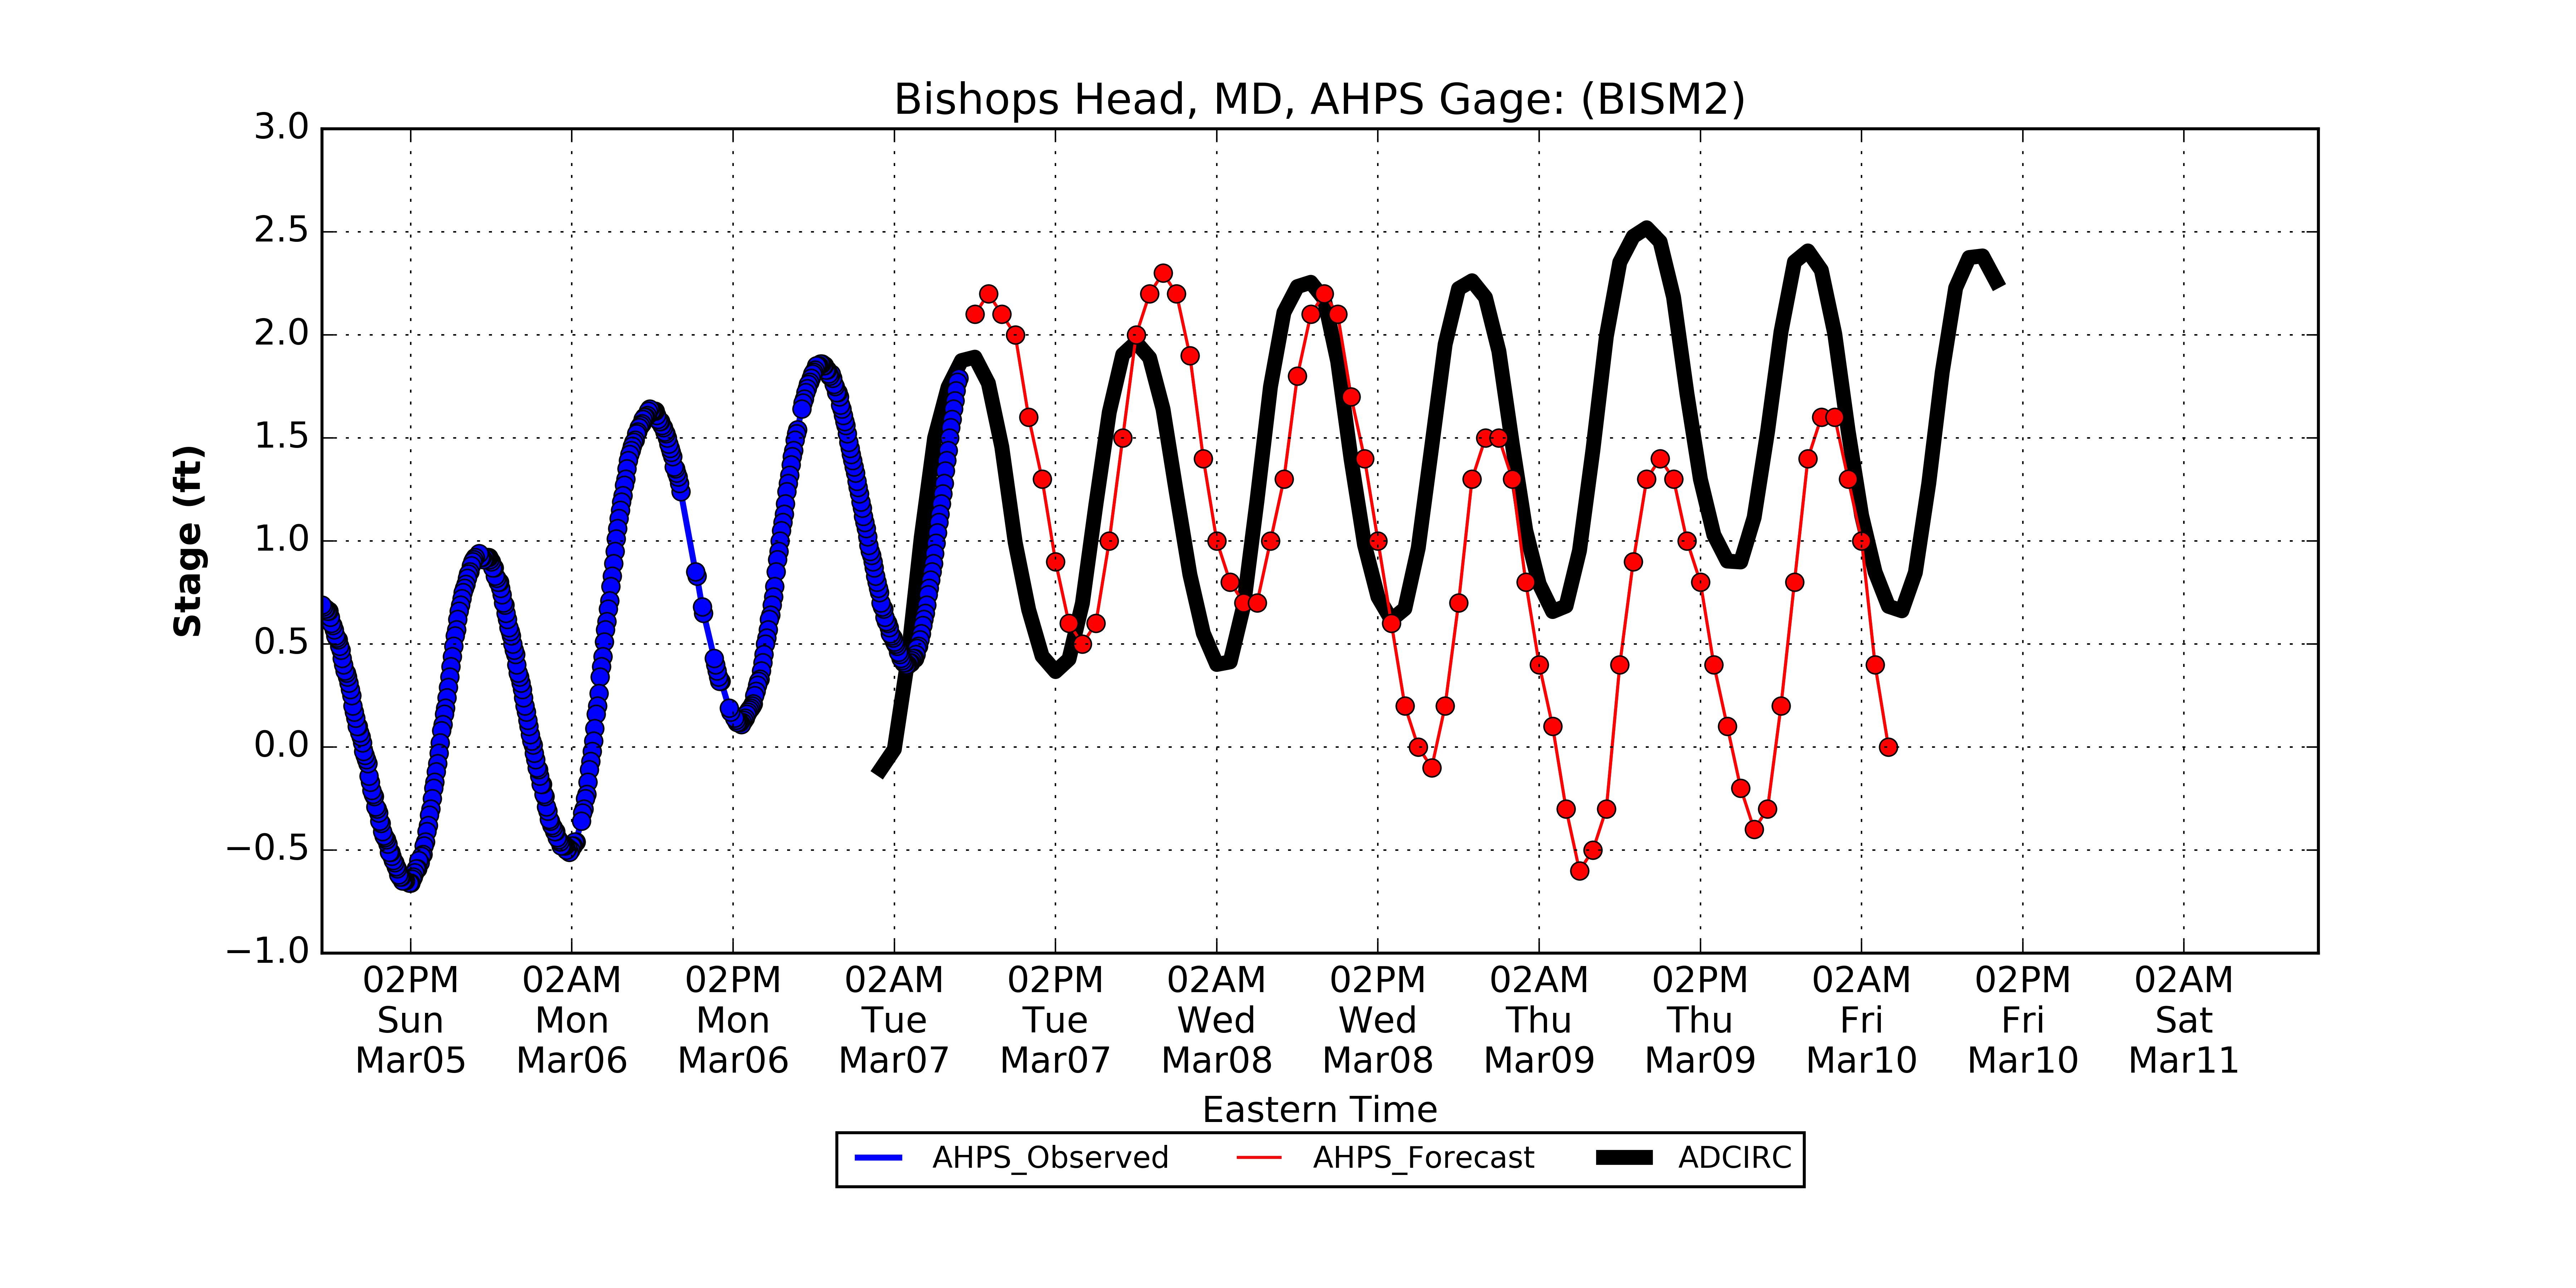 Bishops Head, MD, AHPS Gage: (BISM2)
3.0
2.5
2.0
1.5
1.0
0.5
0.0
−0.5
−1.0
Stage (ft)
02PM 02AM 02PM 02AM 02PM 02AM 02PM 02AM 02PM 02AM 02PM 02AM
Sun Mon Mon Tue Tue Wed Wed Thu Thu Fri Fri Sat
Mar05 Mar06 Mar06 Mar07 Mar07 Mar08 Mar08 Mar09 Mar09 Mar10 Mar10 Mar11
Eastern Time
AHPS_Observed AHPS_Forecast ADCIRC